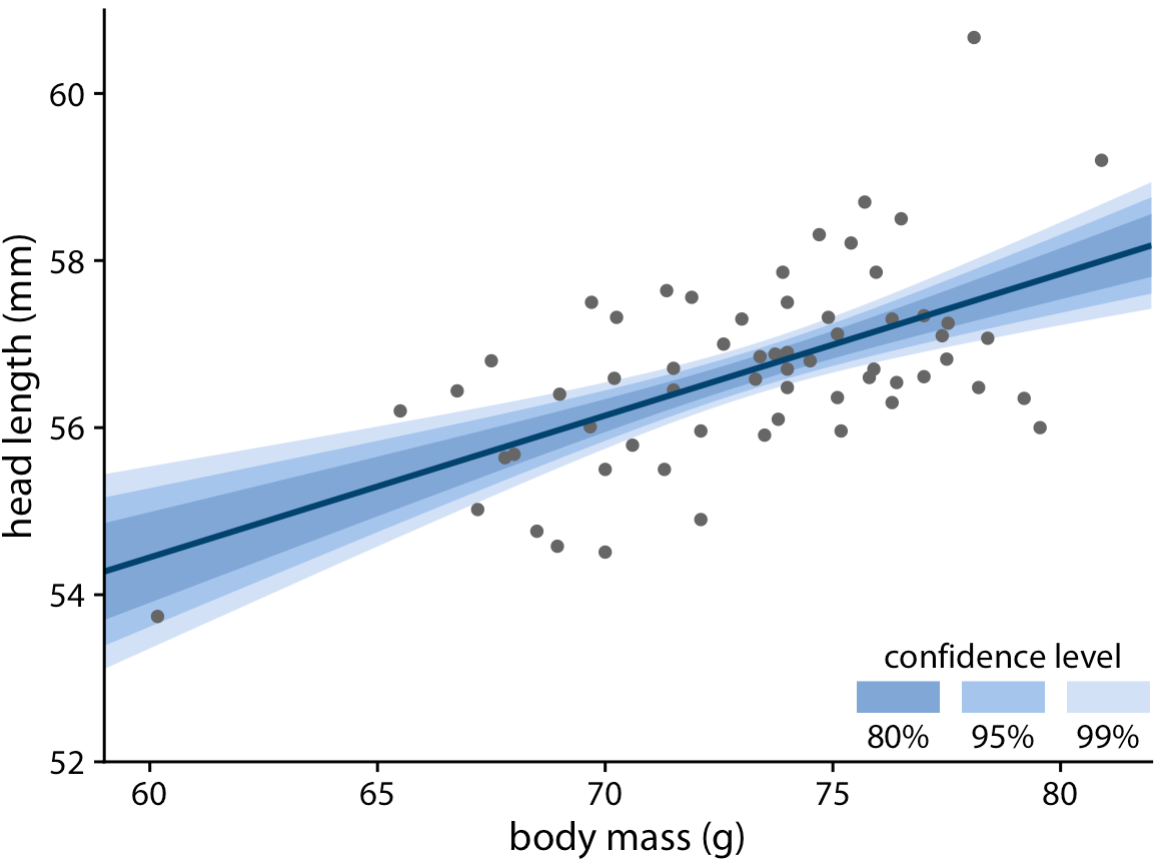 60
58
56
54
52
head length (mm)
confidence level
80% 95% 99%
60 65 70 75 80
body mass (g)